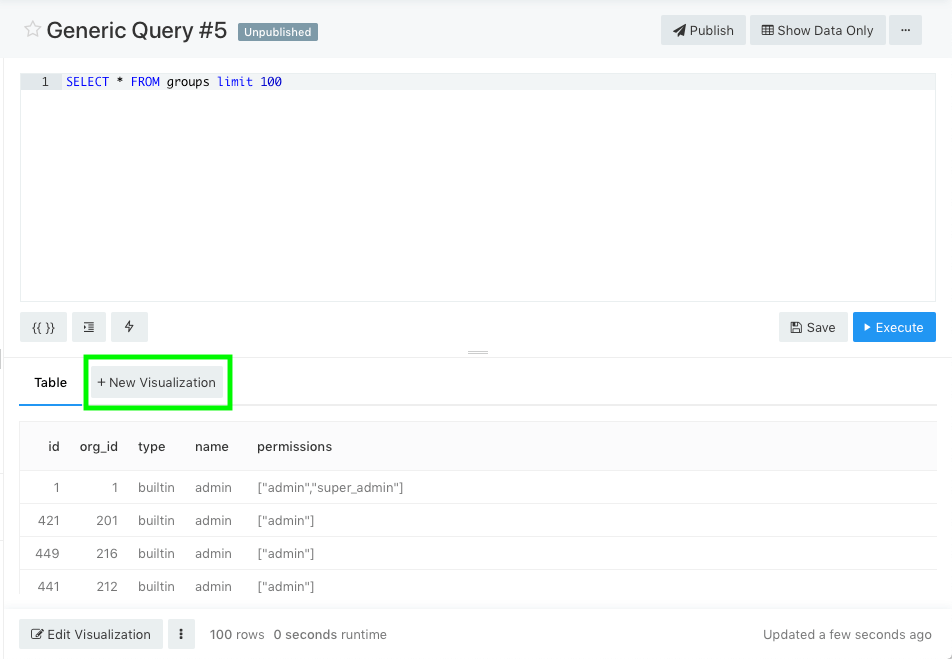 Generic Query #5 Unpublished Publish Show Data Only ...
1 SELECT * FROM groups limit 100
{{ }} Save Execute
Table + New Visualization
id org_id type name permissions
1 1 builtin admin ["admin","super_admin"]
421 201 builtin admin ["admin"]
449 216 builtin admin ["admin"]
441 212 builtin admin ["admin"]
Edit Visualization 100 rows 0 seconds runtime Updated a few seconds ago